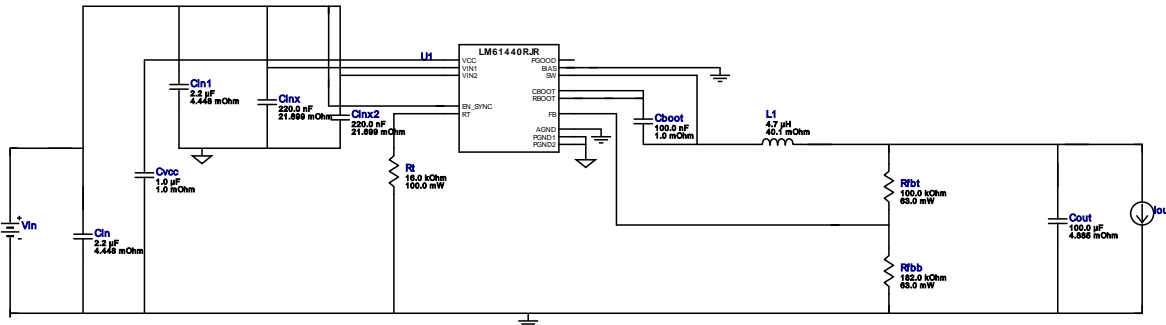 LM61440RJR
U1
VCC
VIN1
VIN2
EN_SYNC
RT
PGOOD
BIAS
SW
CBOOT
RBOOT
FB
AGND
PGND1
PGND2
Cin1
2.2 µF
4.448 mOhm
Cinx
220.0 nF
21.899 mOhm
Cinx2
220.0 nF
21.899 mOhm
Cboot
100.0 nF
1.0 mOhm
L1
4.7 µH
40.1 mOhm
Cvcc
1.0 µF
1.0 mOhm
Rt
16.0 kOhm
100.0 mW
Rfbt
100.0 kOhm
63.0 mW
Vin
+
-
Cin
2.2 µF
4.448 mOhm
Cout
100.0 µF
4.885 mOhm
Iou
Rfbb
182.0 kOhm
63.0 mW